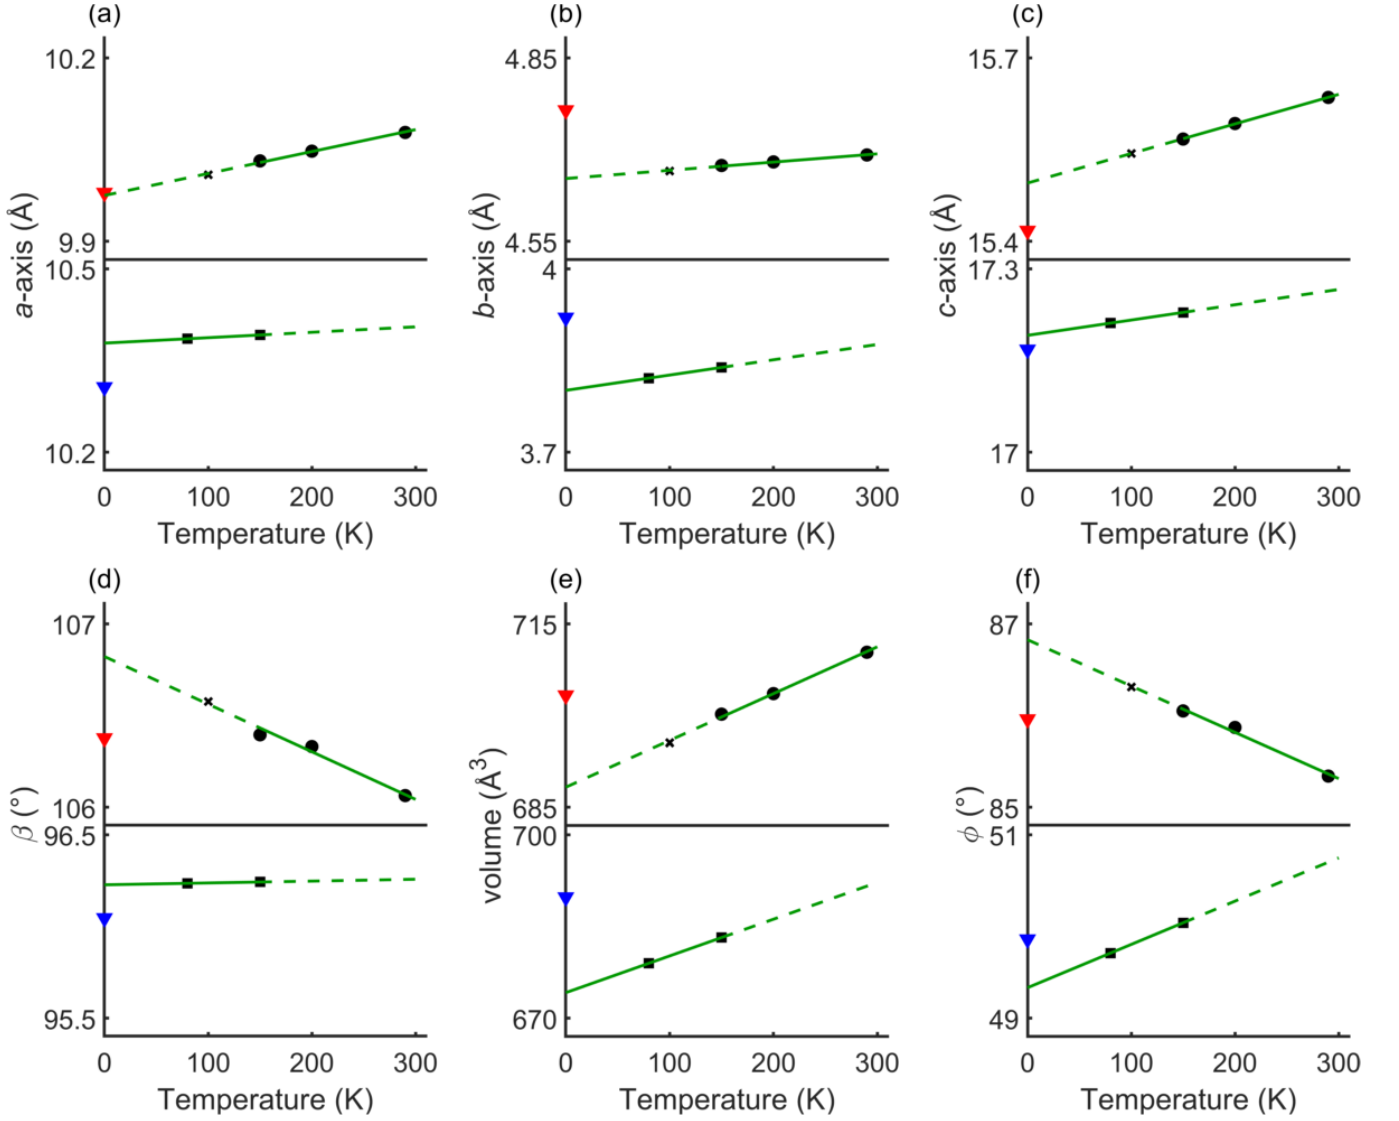 (a)
(b)
(c)
10.2
9.9
10.5
10.2
a-axis (Å)
0 100 200 300
Temperature (K)
4.85
4.55
4
3.7
b-axis (Å)
0 100 200 300
Temperature (K)
15.7
15.4
17.3
17
c-axis (Å)
0 100 200 300
Temperature (K)
(d)
(e)
(f)
107
106
96.5
95.5
β (°)
0 100 200 300
Temperature (K)
715
685
700
670
volume (Å³)
0 100 200 300
Temperature (K)
87
85
51
49
ϕ (°)
0 100 200 300
Temperature (K)